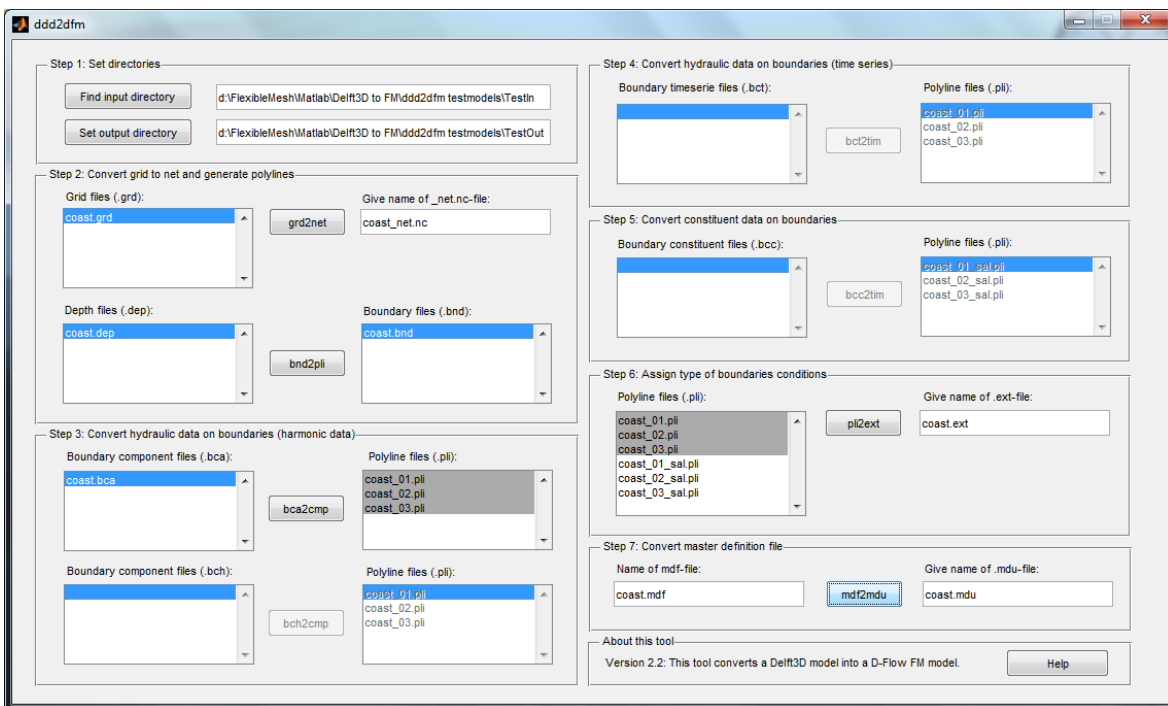 ddd2dfm
Step 1: Set directories
Find input directory
d:\FlexibleMesh\Matlab\Delft3D to FM\ddd2dfm testmodels\TestIn
Set output directory
d:\FlexibleMesh\Matlab\Delft3D to FM\ddd2dfm testmodels\TestOut
Step 2: Convert grid to net and generate polylines
Grid files (.grd):
coast.grd
grd2net
Give name of _net.nc-file:
coast_net.nc
Depth files (.dep):
coast.dep
bnd2pli
Boundary files (.bnd):
coast.bnd
Step 3: Convert hydraulic data on boundaries (harmonic data)
Boundary component files (.bca):
coast.bca
bca2cmp
Polyline files (.pli):
coast_01.pli
coast_02.pli
coast_03.pli
Boundary component files (.bch):
bch2cmp
Polyline files (.pli):
coast_01.pli
coast_02.pli
coast_03.pli
Step 4: Convert hydraulic data on boundaries (time series)
Boundary timeserie files (.bct):
bct2tim
Polyline files (.pli):
coast_01.pli
coast_02.pli
coast_03.pli
Step 5: Convert constituent data on boundaries
Boundary constituent files (.bcc):
bcc2tim
Polyline files (.pli):
coast_01_sal.pli
coast_02_sal.pli
coast_03_sal.pli
Step 6: Assign type of boundaries conditions
Polyline files (.pli):
coast_01.pli
coast_02.pli
coast_03.pli
coast_01_sal.pli
coast_02_sal.pli
coast_03_sal.pli
pli2ext
Give name of .ext-file:
coast.ext
Step 7: Convert master definition file
Name of mdf-file:
coast.mdf
mdf2mdu
Give name of .mdu-file:
coast.mdu
About this tool
Version 2.2: This tool converts a Delft3D model into a D-Flow FM model.
Help